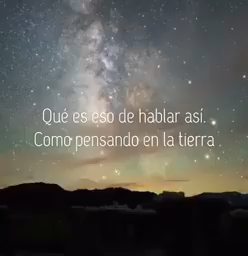 Qué es eso de hablar así.
Como pensando en la tierra